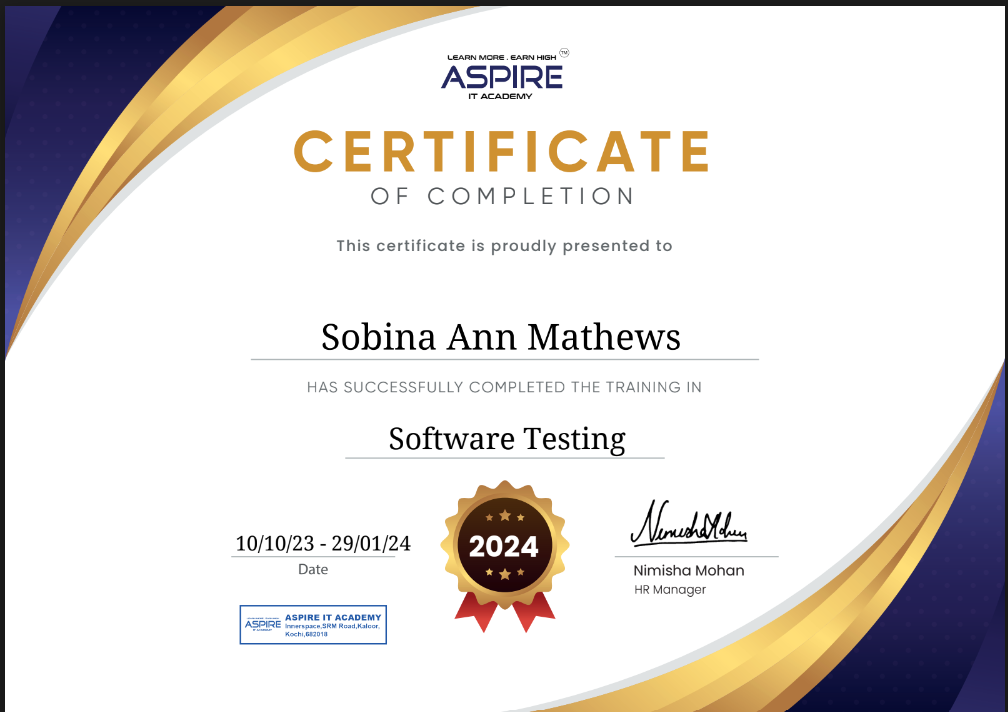 LEARN MORE . EARN HIGH TM
ASPIRE
IT ACADEMY
CERTIFICATE
OF COMPLETION
This certificate is proudly presented to
Sobina Ann Mathews
HAS SUCCESSFULLY COMPLETED THE TRAINING IN
Software Testing
10/10/23 - 29/01/24
Date
2024
Nimisha Mohan
HR Manager
ASPIRE
ASPIRE IT ACADEMY
Innerspace,SRM Road,Kaloor,
Kochi,682018